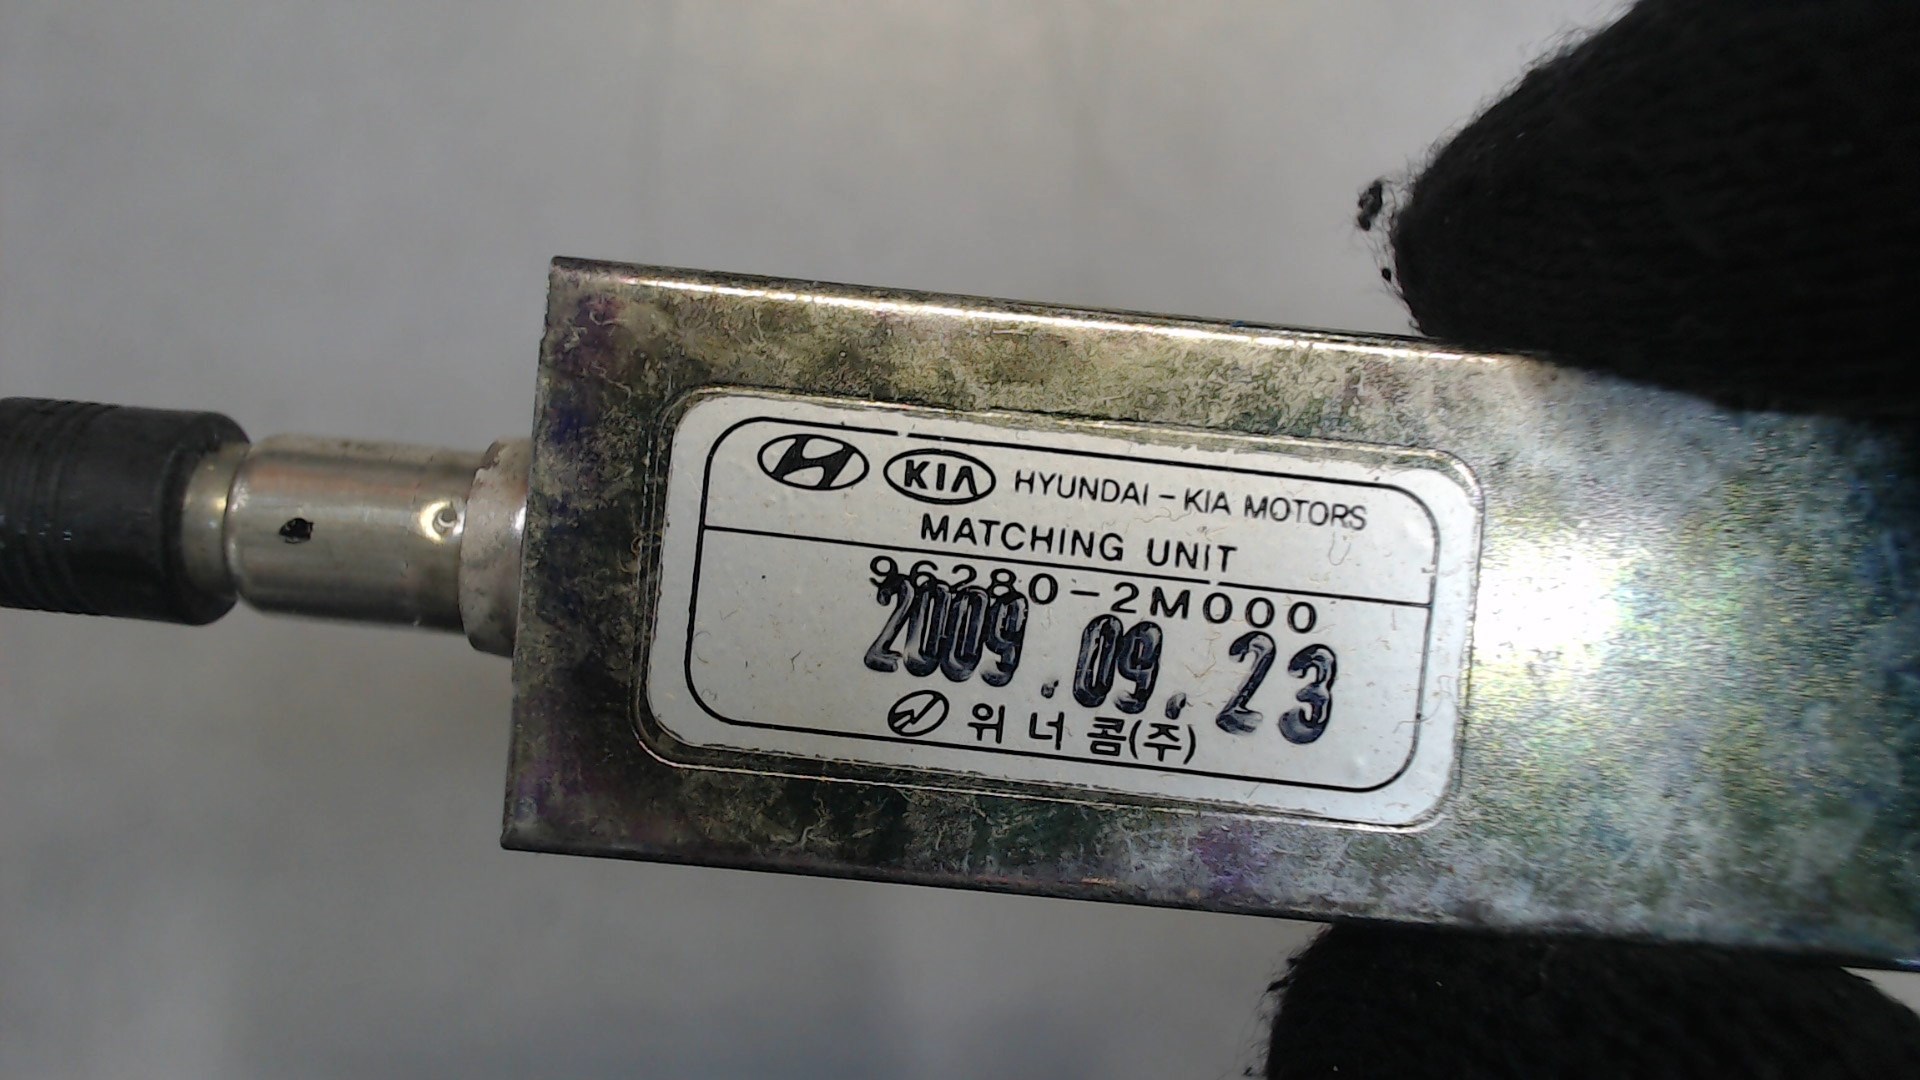 KIA HYUNDAI - KIA MOTORS
MATCHING UNIT
96280-2M000
2009.09.23
위너콤(주)